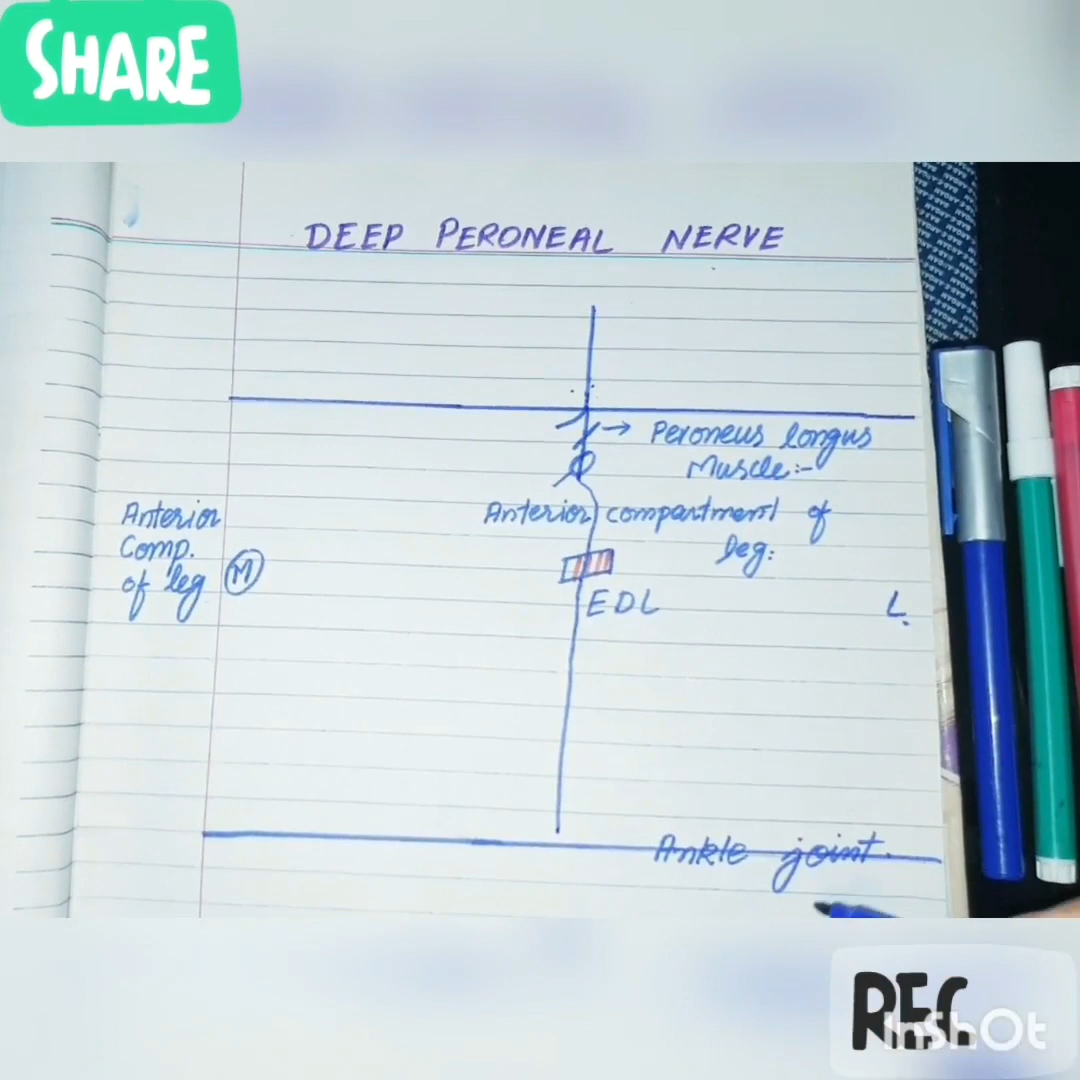 SHARE
DEEP PERONEAL NERVE
→ Peroneus longus
Muscle:-
Anterior compartment of
leg:
Anterior
Comp.
of leg
M
EDL
L.
Ankle joint.
REC
InShOt